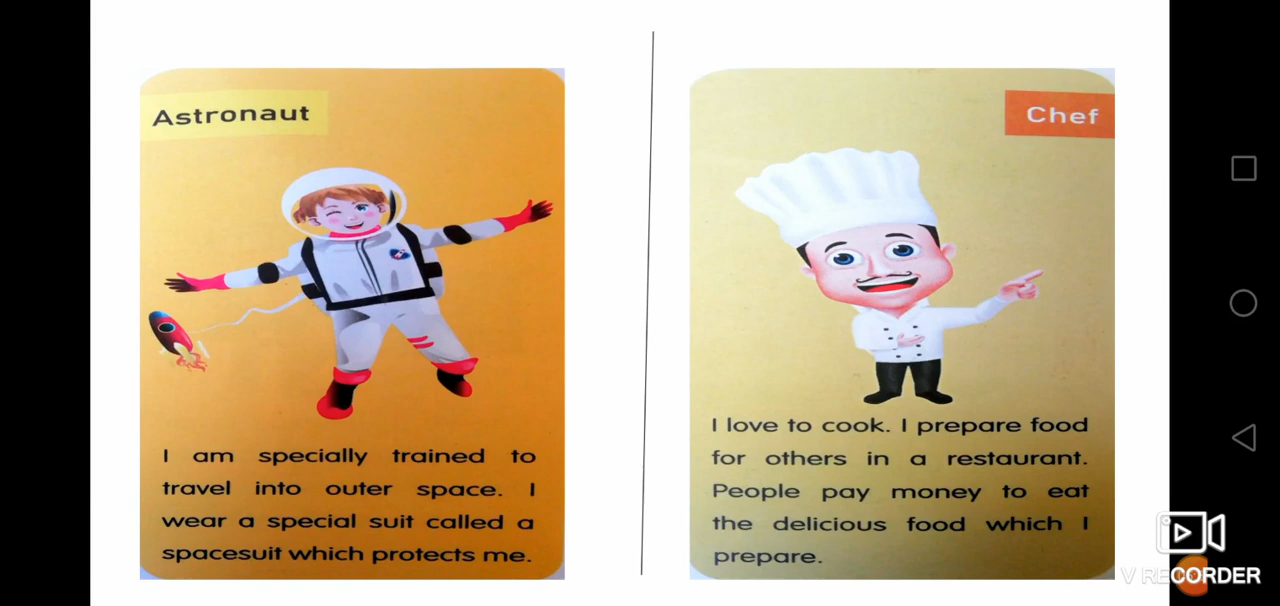 Astronaut
I am specially trained to
travel into outer space. I
wear a special suit called a
spacesuit which protects me.
Chef
I love to cook. I prepare food
for others in a restaurant.
People pay money to eat
the delicious food which I
prepare.
V RECORDER